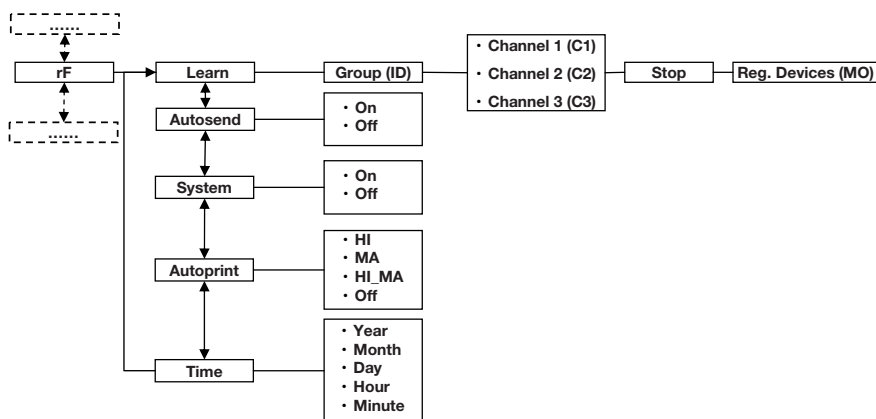 ......
rF
......
Learn
Group (ID)
・ Channel 1 (C1)
・ Channel 2 (C2)
・ Channel 3 (C3)
Stop
Reg. Devices (MO)
Autosend
・ On
・ Off
System
・ On
・ Off
Autoprint
・ HI
・ MA
・ HI_MA
・ Off
Time
・ Year
・ Month
・ Day
・ Hour
・ Minute